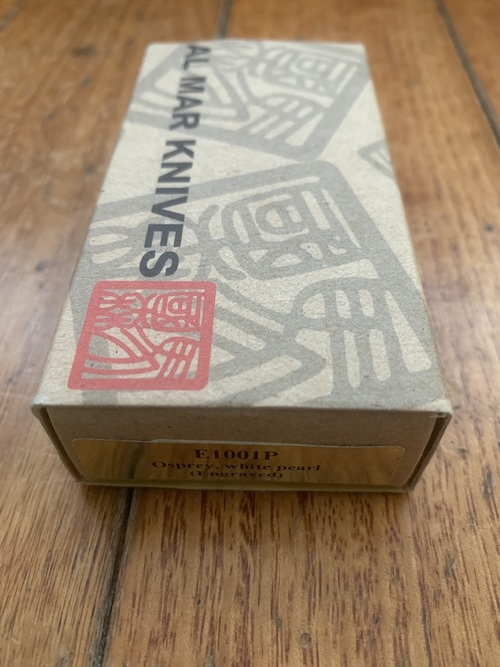 AL MAR KNIVES
E1001P
Osprey, white pearl
(Engraved)